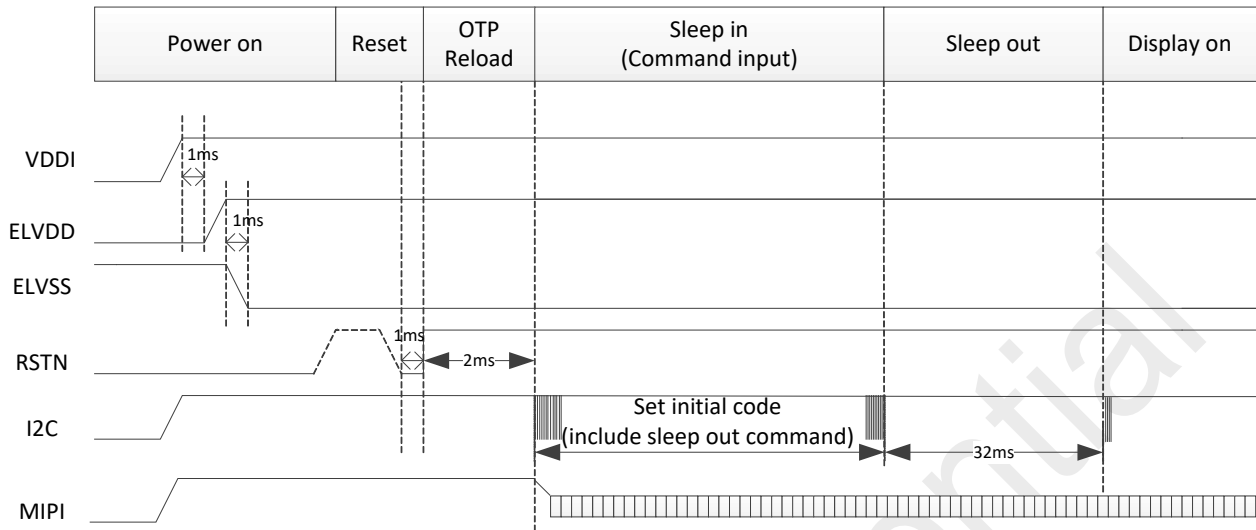 Power on
Reset
OTP
Reload
Sleep in
(Command input)
Sleep out
Display on
VDDI
1ms
ELVDD
1ms
ELVSS
RSTN
1ms
2ms
I2C
Set initial code
(include sleep out command)
32ms
MIPI
ential